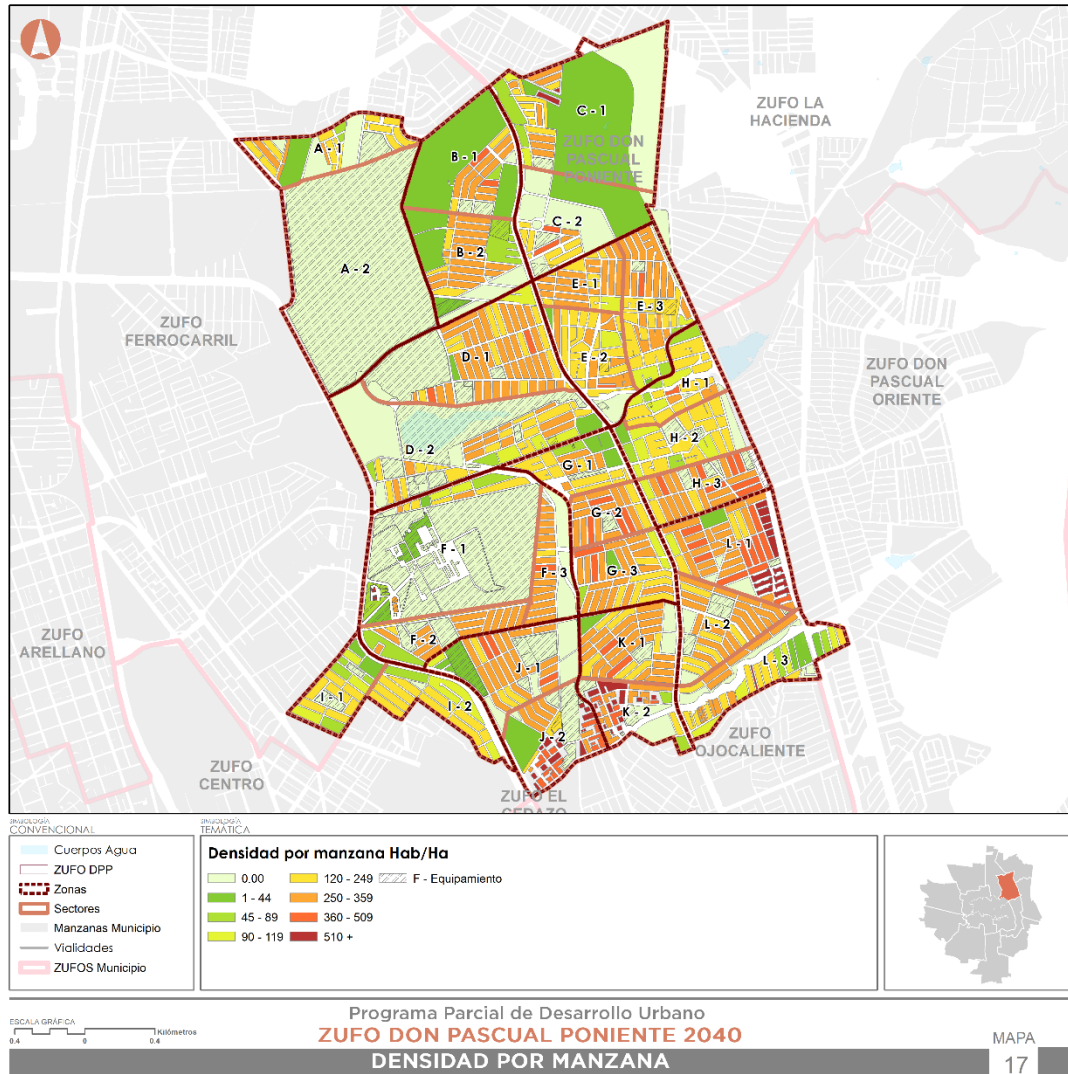 ZUFO LA
HACIENDA
C - 1
ZUFO DON
PASCUAL
PONIENTE
A - 1
B - 1
C - 2
B - 2
A - 2
E - 1
E - 3
ZUFO
FERROCARRIL
D - 1
E - 2
ZUFO DON
PASCUAL
ORIENTE
H - 1
H - 2
D - 2
G - 1
H - 3
G - 2
F - 1
L - 1
F - 3
G - 3
ZUFO
ARELLANO
F - 2
L - 2
K - 1
J - 1
L - 3
I - 1
I - 2
K - 2
J - 2
ZUFO
OJOCALIENTE
ZUFO
CENTRO
ZUFO EL
CEDAZO
SIMBOLOGÍA
CONVENCIONAL
Cuerpos Agua
ZUFO DPP
Zonas
Sectores
Manzanas Municipio
Vialidades
ZUFOS Municipio
SIMBOLOGÍA
TEMÁTICA
Densidad por manzana Hab/Ha
0.00
1 - 44
45 - 89
90 - 119
120 - 249
250 - 359
360 - 509
510 +
F - Equipamiento
ESCALA GRÁFICA
Kilómetros
0.4 0 0.4
Programa Parcial de Desarrollo Urbano
ZUFO DON PASCUAL PONIENTE 2040
DENSIDAD POR MANZANA
MAPA
17